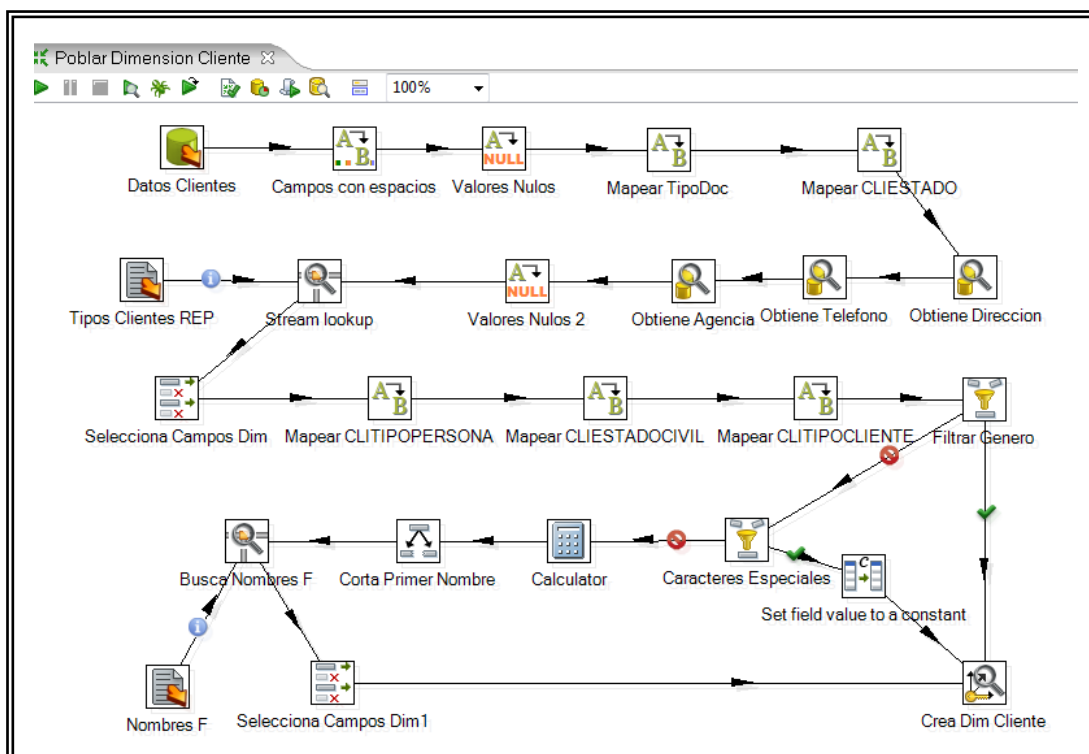 Poblar Dimension Cliente
100%
Datos Clientes
Campos con espacios
Valores Nulos
Mapear TipoDoc
Mapear CLIESTADO
Tipos Clientes REP
Stream lookup
Valores Nulos 2
Obtiene Agencia
Obtiene Telefono
Obtiene Direccion
Selecciona Campos Dim
Mapear CLITIPOPERSONA
Mapear CLIESTADOCIVIL
Mapear CLITIPOCLIENTE
Filtrar Genero
Busca Nombres F
Corta Primer Nombre
Calculator
Caracteres Especiales
Set field value to a constant
Nombres F
Selecciona Campos Dim1
Crea Dim Cliente